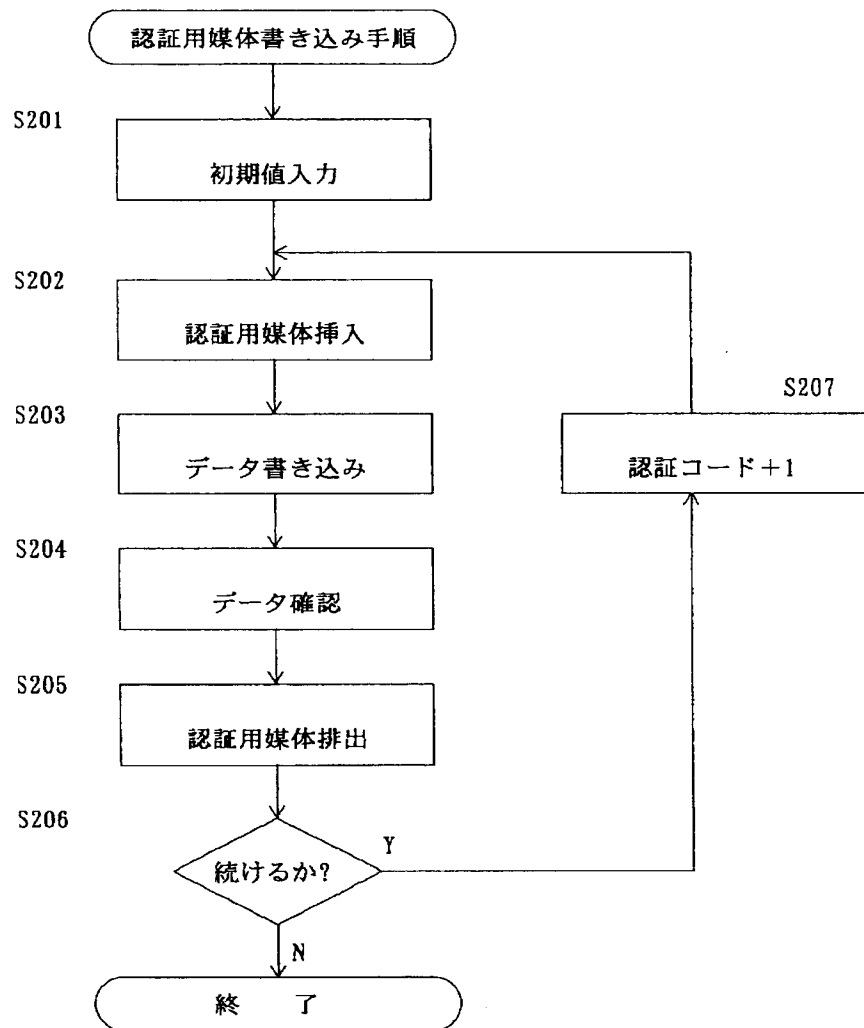 認証用媒体書き込み手順
S201
初期値入力
S202
認証用媒体挿入
S203
データ書き込み
S207
認証コード+1
S204
データ確認
S205
認証用媒体排出
S206
続けるか?
Y
N
終 了